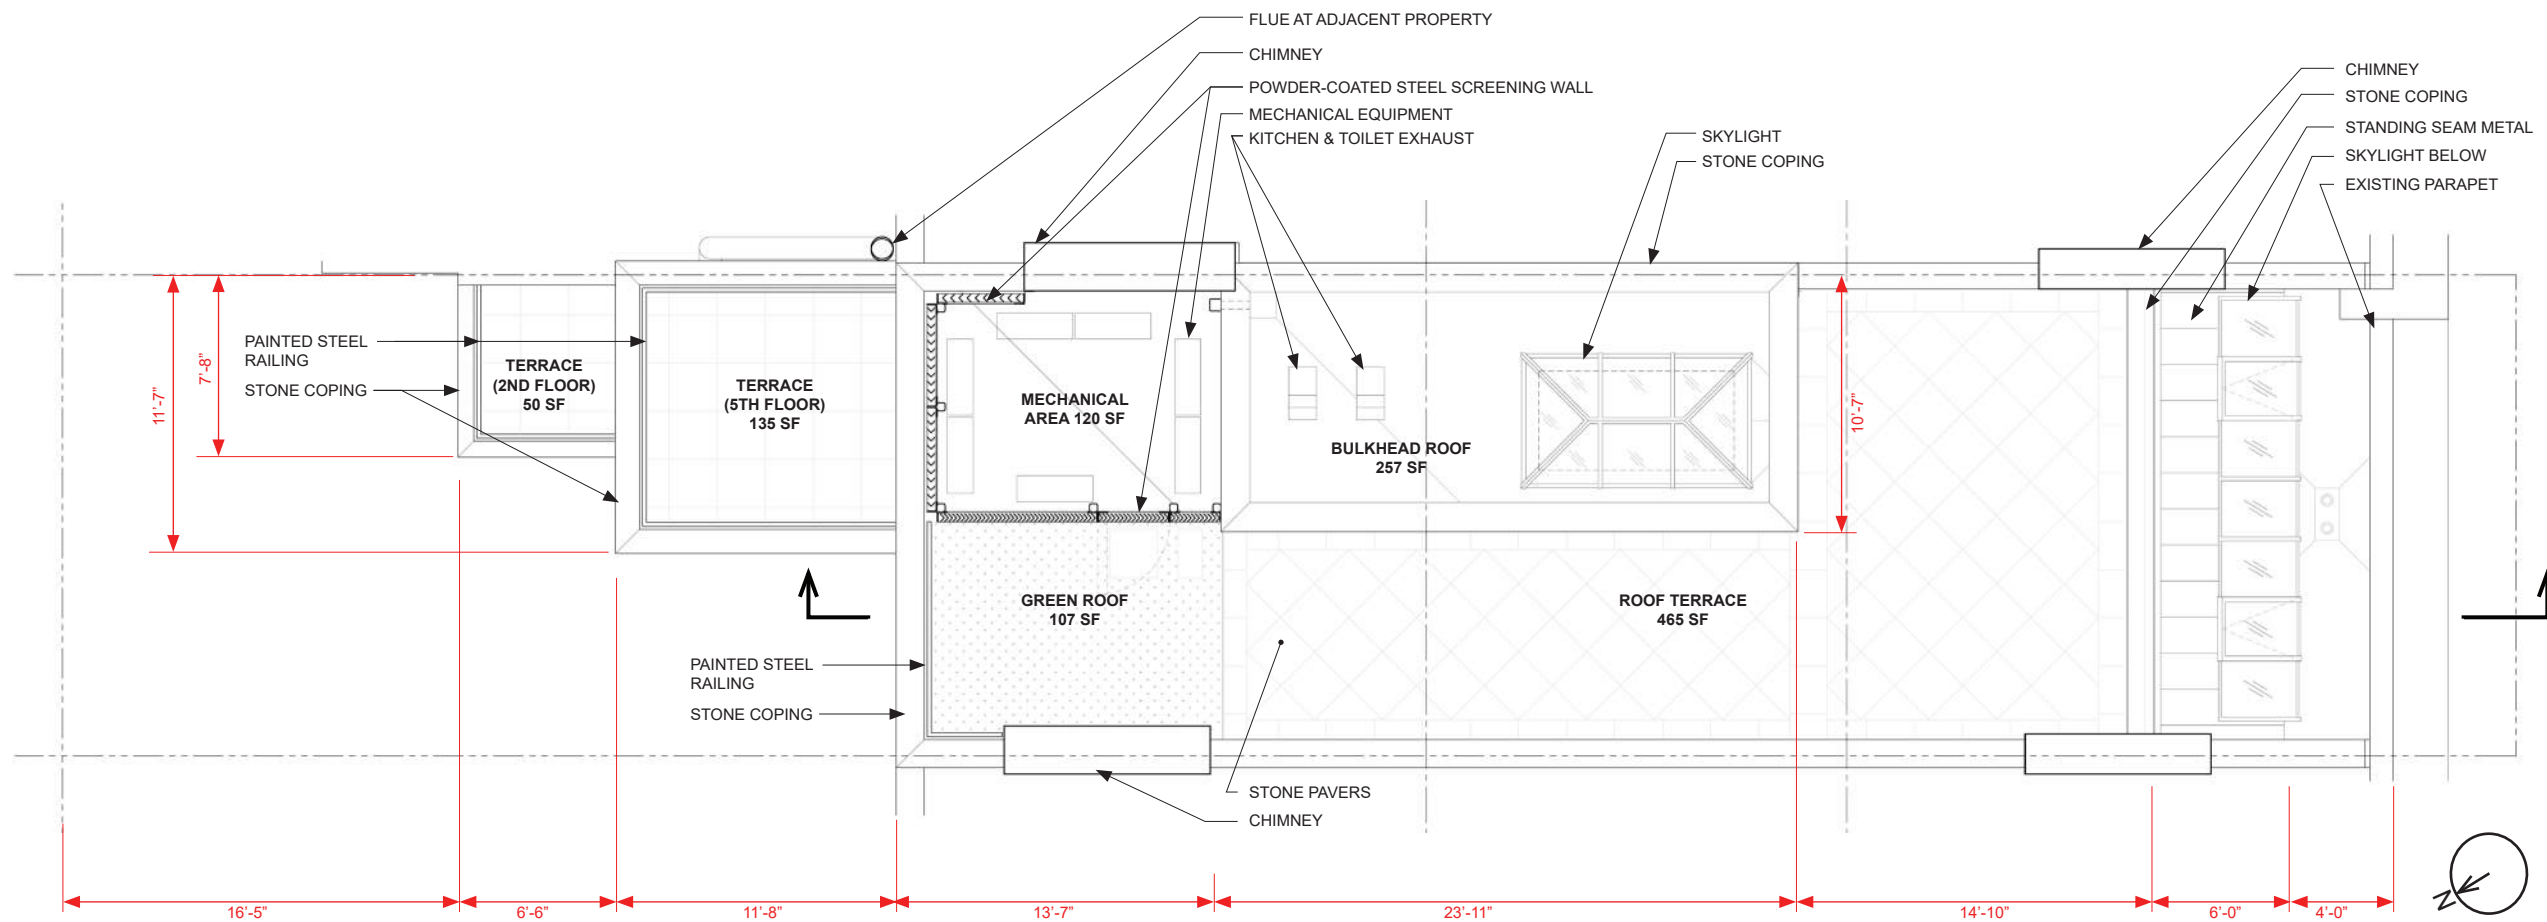 FLUE AT ADJACENT PROPERTY
CHIMNEY
POWDER-COATED STEEL SCREENING WALL
MECHANICAL EQUIPMENT
KITCHEN & TOILET EXHAUST
SKYLIGHT
STONE COPING
CHIMNEY
STONE COPING
STANDING SEAM METAL
SKYLIGHT BELOW
EXISTING PARAPET
PAINTED STEEL
RAILING
STONE COPING
11'-7"
7'-8"
TERRACE
(2ND FLOOR)
50 SF
TERRACE
(5TH FLOOR)
135 SF
MECHANICAL
AREA 120 SF
BULKHEAD ROOF
257 SF
10'-7"
GREEN ROOF
107 SF
ROOF TERRACE
465 SF
PAINTED STEEL
RAILING
STONE COPING
STONE PAVERS
CHIMNEY
16'-5"
6'-6"
11'-8"
13'-7"
23'-11"
14'-10"
6'-0"
4'-0"
N